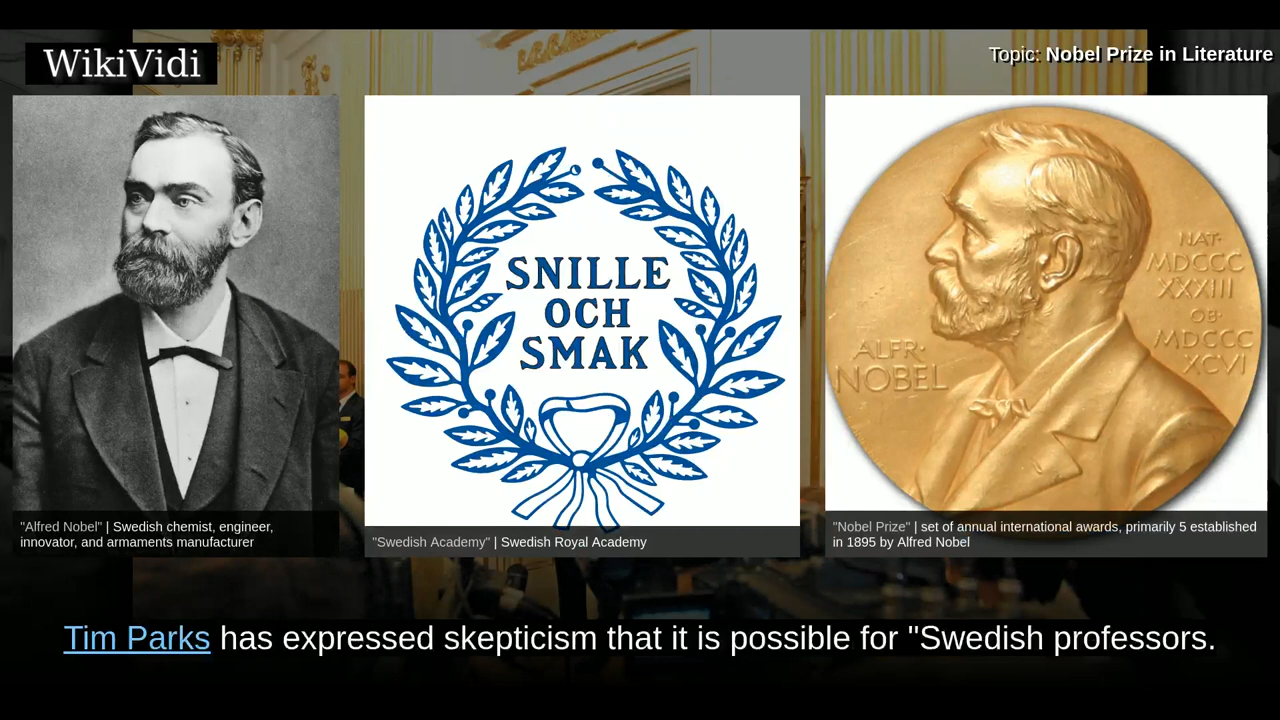 WikiVidi
Topic: Nobel Prize in Literature
SNILLE
OCH
SMAK
NAT·
MDCCC
XXXIII
OB·
MDCCC
XCVI
ALFR·
NOBEL
"Alfred Nobel" | Swedish chemist, engineer,
innovator, and armaments manufacturer
"Swedish Academy" | Swedish Royal Academy
"Nobel Prize" | set of annual international awards, primarily 5 established
in 1895 by Alfred Nobel
Tim Parks has expressed skepticism that it is possible for "Swedish professors.